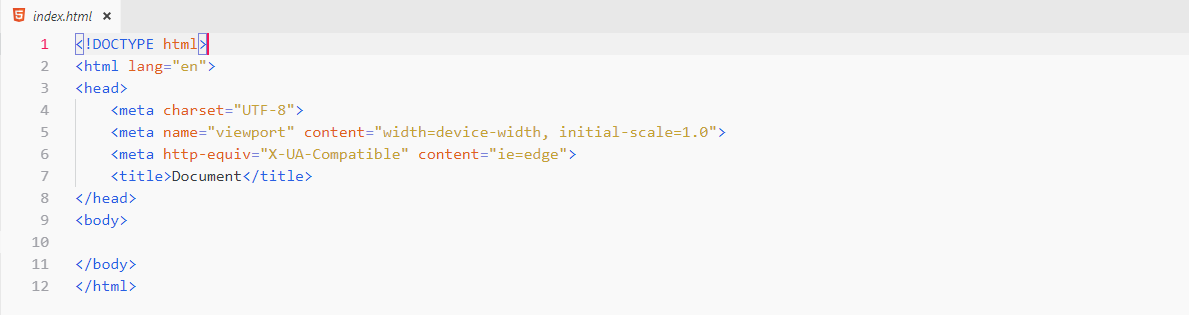 index.html ×
1 <!DOCTYPE html>
2 <html lang="en">
3 <head>
4     <meta charset="UTF-8">
5     <meta name="viewport" content="width=device-width, initial-scale=1.0">
6     <meta http-equiv="X-UA-Compatible" content="ie=edge">
7     <title>Document</title>
8 </head>
9 <body>
10
11 </body>
12 </html>